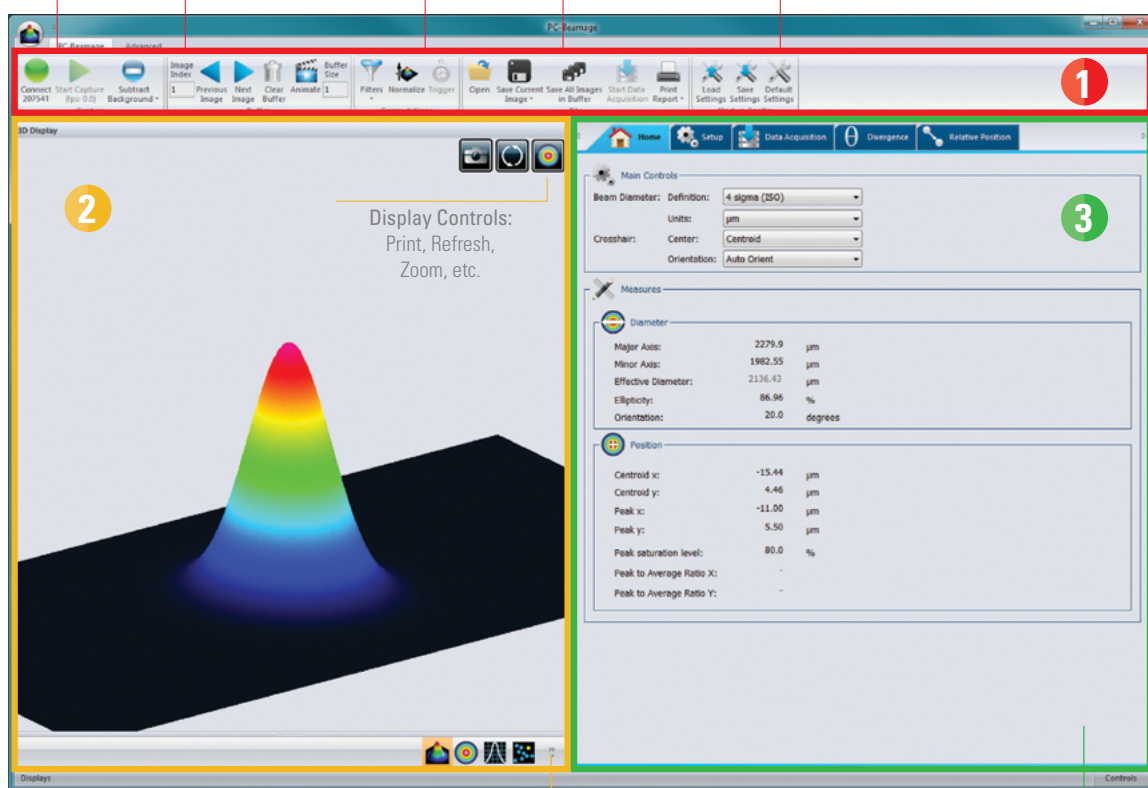 PC-Beamage
PC-Beamage Advanced
Connect 207541
Start Capture (fps: 0.0)
Subtract Background
Image Index
1
Previous Image
Next Image
Clear Buffer
Animate
Buffer Size
1
Filters
Normalize
Trigger
Open
Save Current Image
Save All Images in Buffer
Start Data Acquisition
Print Report
Load Settings
Save Settings
Default Settings
1
3D Display
2
Display Controls:
Print, Refresh,
Zoom, etc.
Home
Setup
Data Acquisition
Divergence
Relative Position
3
Main Controls
Beam Diameter: Definition: 4 sigma (ISO)
Units: µm
Crosshair: Center: Centroid
Orientation: Auto Orient
Measures
Diameter
Major Axis: 2279.9 µm
Minor Axis: 1982.55 µm
Effective Diameter: 2136.43 µm
Ellipticity: 86.96 %
Orientation: 20.0 degrees
Position
Centroid x: -15.44 µm
Centroid y: 4.46 µm
Peak x: -11.00 µm
Peak y: 5.50 µm
Peak saturation level: 80.0 %
Peak to Average Ratio X: -
Peak to Average Ratio Y: -
Displays
Controls